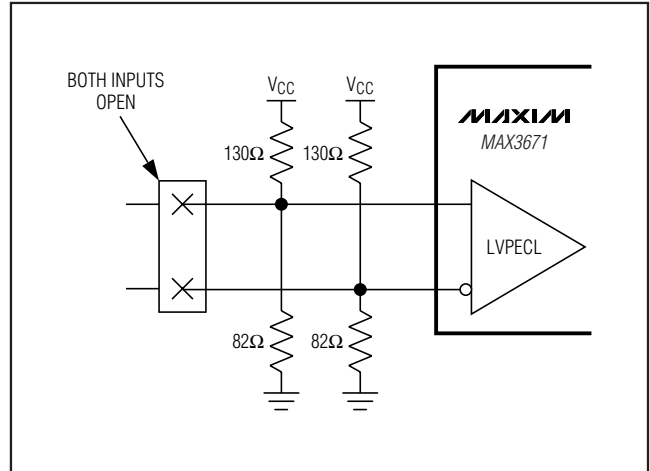 BOTH INPUTS
OPEN
VCC
VCC
130Ω
130Ω
MAXIM
MAX3671
LVPECL
82Ω
82Ω